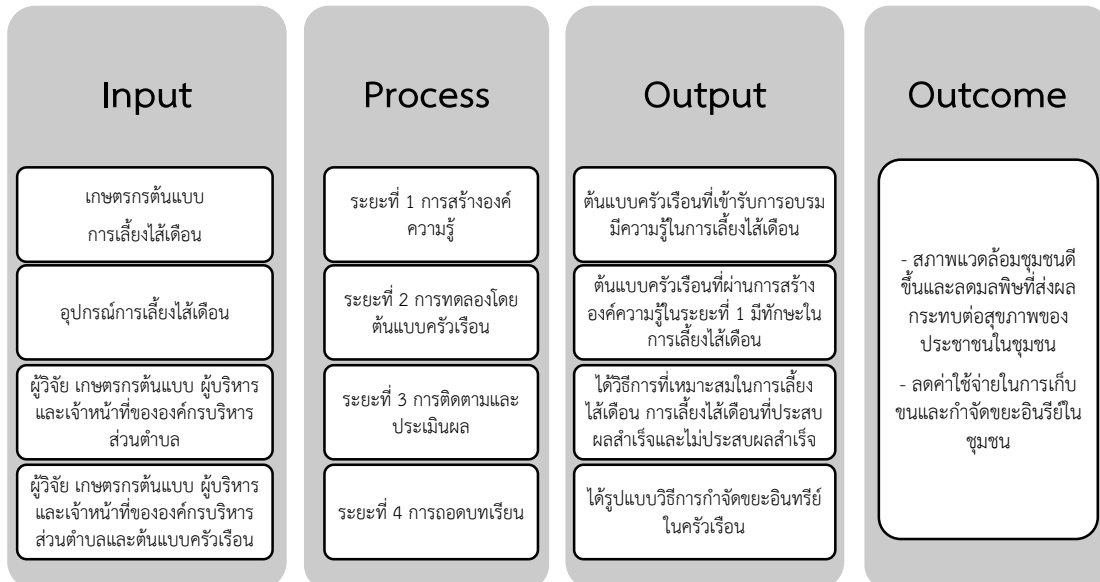 Input
เกษตรกรต้นแบบ
การเลี้ยงไส้เดือน
อุปกรณ์การเลี้ยงไส้เดือน
ผู้วิจัย เกษตรกรต้นแบบ ผู้บริหาร
และเจ้าหน้าที่ขององค์กรบริหาร
ส่วนตำบล
ผู้วิจัย เกษตรกรต้นแบบ ผู้บริหาร
และเจ้าหน้าที่ขององค์กรบริหาร
ส่วนตำบลและต้นแบบครัวเรือน
Process
ระยะที่ 1 การสร้างองค์
ความรู้
ระยะที่ 2 การทดลองโดย
ต้นแบบครัวเรือน
ระยะที่ 3 การติดตามและ
ประเมินผล
ระยะที่ 4 การถอดบทเรียน
Output
ต้นแบบครัวเรือนที่เข้ารับการอบรม
มีความรู้ในการเลี้ยงไส้เดือน
ต้นแบบครัวเรือนที่ผ่านการสร้าง
องค์ความรู้ในระยะที่ 1 มีทักษะใน
การเลี้ยงไส้เดือน
ได้วิธีการที่เหมาะสมในการเลี้ยง
ไส้เดือน การเลี้ยงไส้เดือนที่ประสบ
ผลสำเร็จและไม่ประสบผลสำเร็จ
ได้รูปแบบวิธีการกำจัดขยะอินทรีย์
ในครัวเรือน
Outcome
- สภาพแวดล้อมชุมชนดี
ขึ้นและลดมลพิษที่ส่งผล
กระทบต่อสุขภาพของ
ประชาชนในชุมชน
- ลดค่าใช้จ่ายในการเก็บ
ขนและกำจัดขยะอินรีย์ใน
ชุมชน